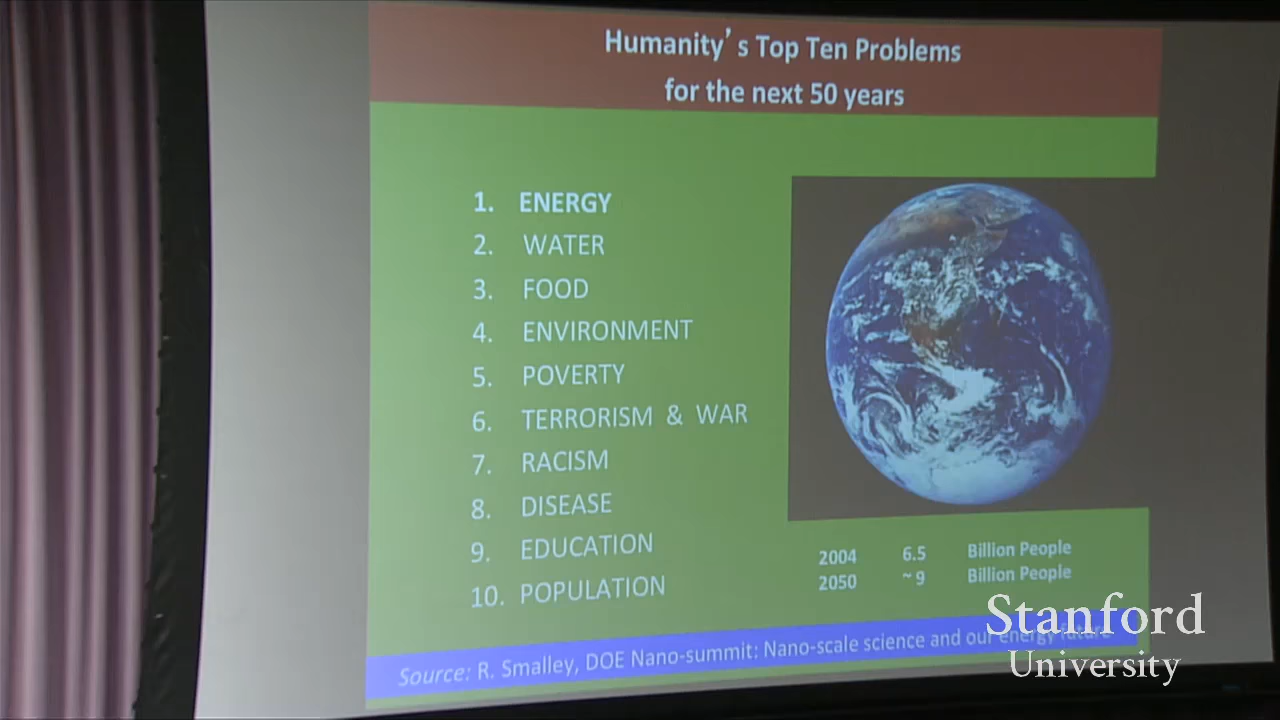 Humanity's Top Ten Problems
for the next 50 years
1. ENERGY
2. WATER
3. FOOD
4. ENVIRONMENT
5. POVERTY
6. TERRORISM & WAR
7. RACISM
8. DISEASE
9. EDUCATION
10. POPULATION
2004 6.5 Billion People
2050 ~ 9 Billion People
Source: R. Smalley, DOE Nano-summit: Nano-scale science and our energy future
Stanford
University